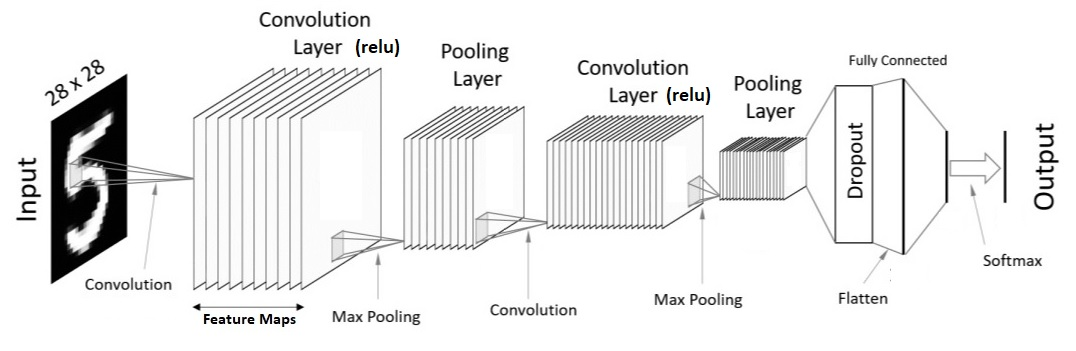 Convolution
Layer (relu)
Pooling
Layer
Convolution
Layer (relu)
Pooling
Layer
Fully Connected
28 x 28
Input
5
Dropout
Output
Convolution
Feature Maps
Max Pooling
Convolution
Max Pooling
Flatten
Softmax